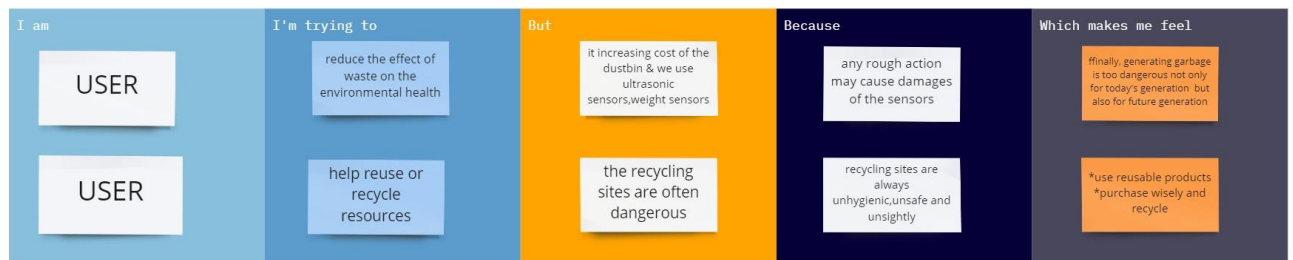 I am
I'm trying to
But
Because
Which makes me feel
USER
reduce the effect of
waste on the
environmental health
it increasing cost of the
dustbin & we use
ultrasonic
sensors,weight sensors
any rough action
may cause damages
of the sensors
ffinally, generating garbage
is too dangerous not only
for today's generation but
also for future generation
USER
help reuse or
recycle
resources
the recycling
sites are often
dangerous
recycling sites are
always
unhygienic,unsafe and
unsightly
*use reusable products
*purchase wisely and
recycle